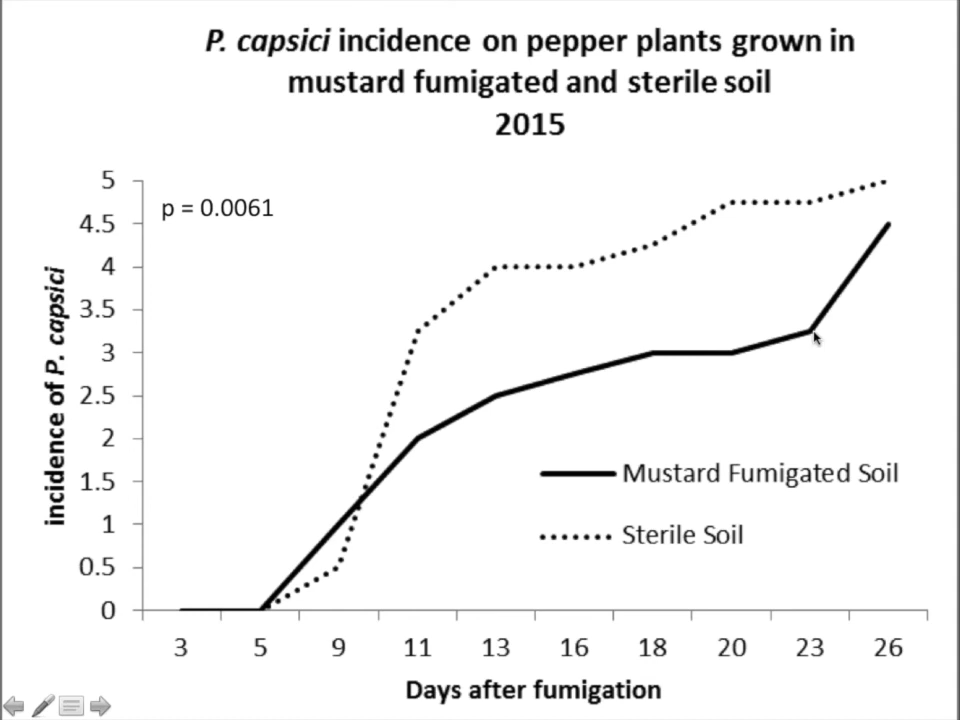 P. capsici incidence on pepper plants grown in
mustard fumigated and sterile soil
2015
p = 0.0061
incidence of P. capsici
5
4.5
4
3.5
3
2.5
2
1.5
1
0.5
0
Mustard Fumigated Soil
Sterile Soil
3 5 9 11 13 16 18 20 23 26
Days after fumigation